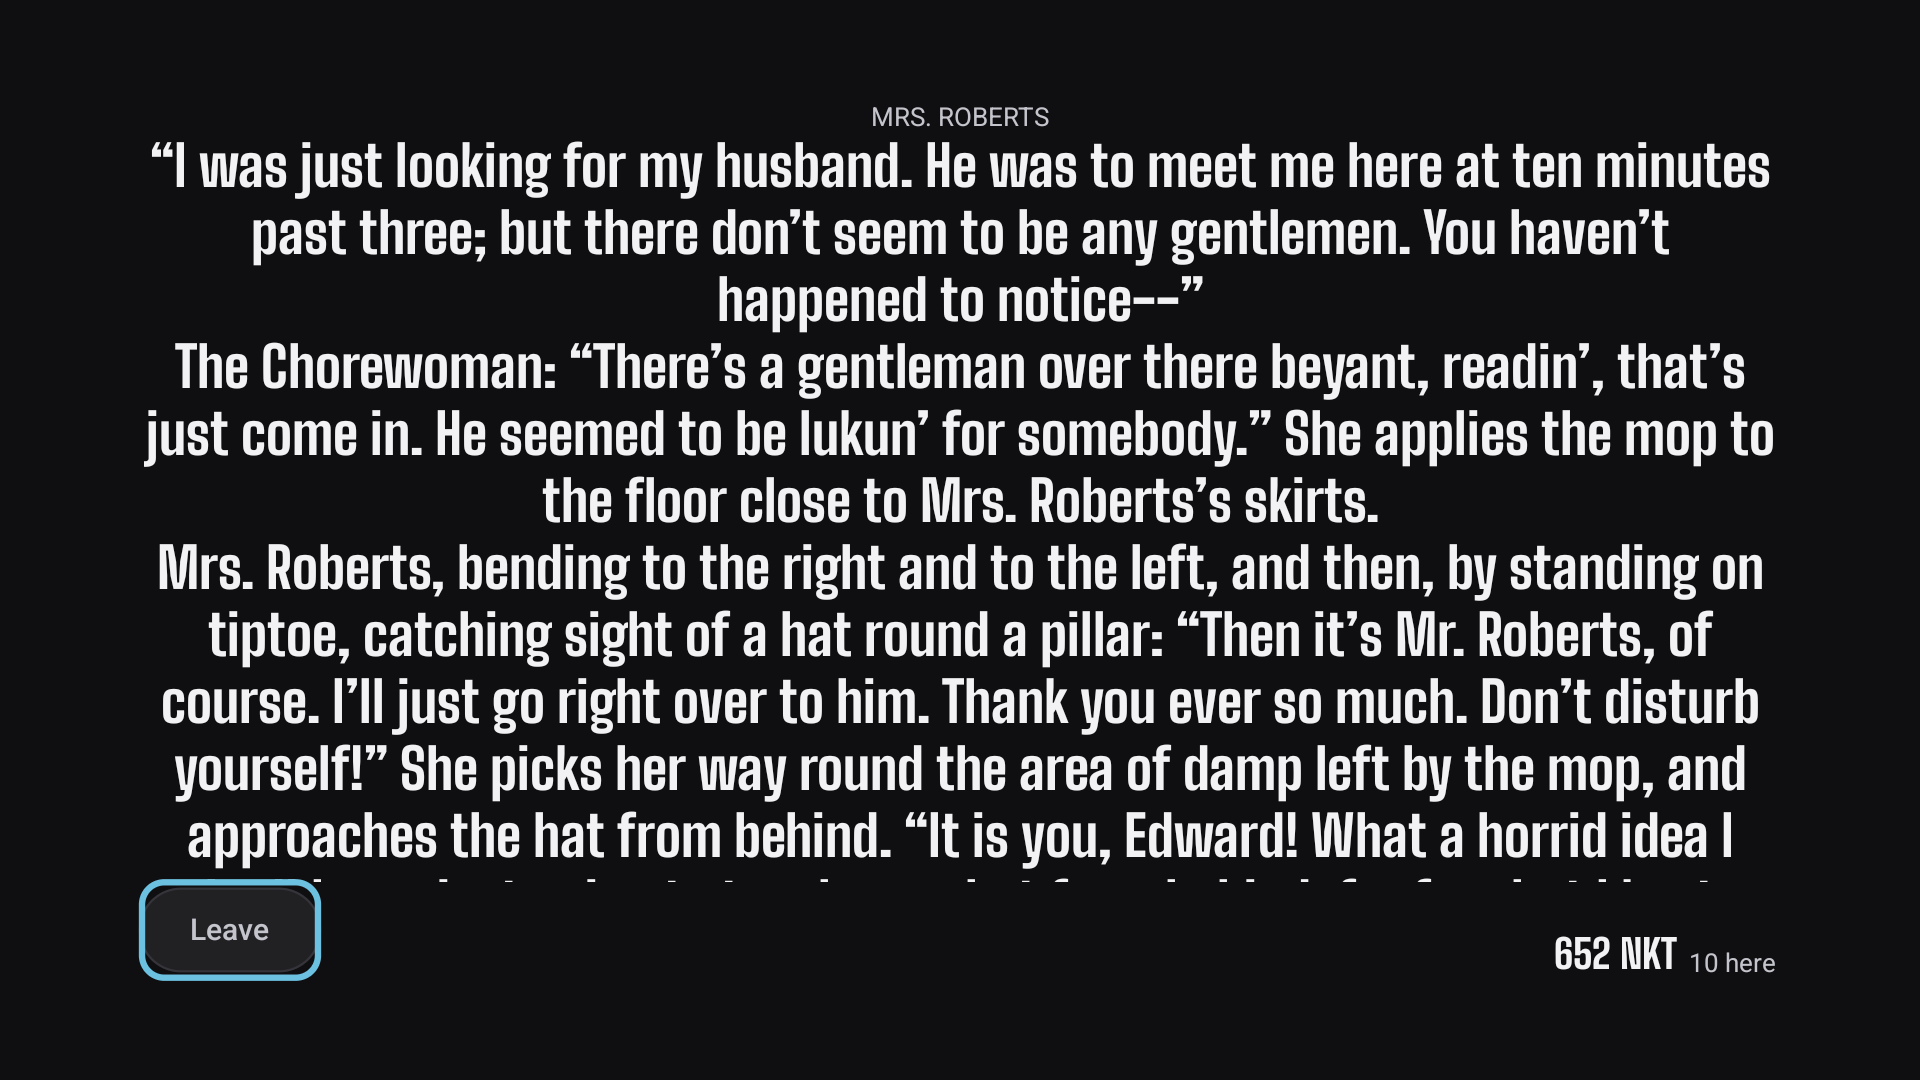 MRS. ROBERTS
“I was just looking for my husband. He was to meet me here at ten minutes
past three; but there don’t seem to be any gentlemen. You haven’t
happened to notice--”
The Chorewoman: “There’s a gentleman over there beyant, readin’, that’s
just come in. He seemed to be lukun’ for somebody.” She applies the mop to
the floor close to Mrs. Roberts’s skirts.
Mrs. Roberts, bending to the right and to the left, and then, by standing on
tiptoe, catching sight of a hat round a pillar: “Then it’s Mr. Roberts, of
course. I’ll just go right over to him. Thank you ever so much. Don’t disturb
yourself!” She picks her way round the area of damp left by the mop, and
approaches the hat from behind. “It is you, Edward! What a horrid idea I
Leave
652 NKT 10 here